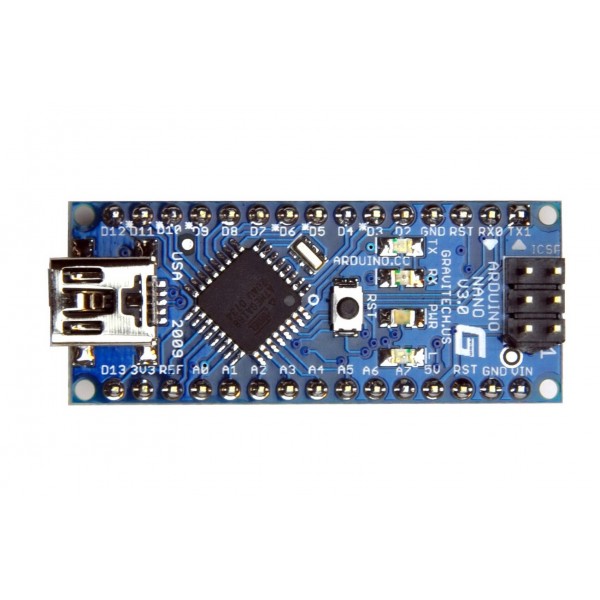 D12 D11 D10 *D9 D8 D7 *D6 *D5 D4 *D3 D2 GND RST RX0 TX1
ICSP
ARDUINO.CC
TX
RX
PWR
L
RST
USA
2009
GRAVITECH.US
ARDUINO
NANO
V3.0
G
1
D13 3V3 REF A0 A1 A2 A3 A4 A5 A6 A7 5V RST GND VIN